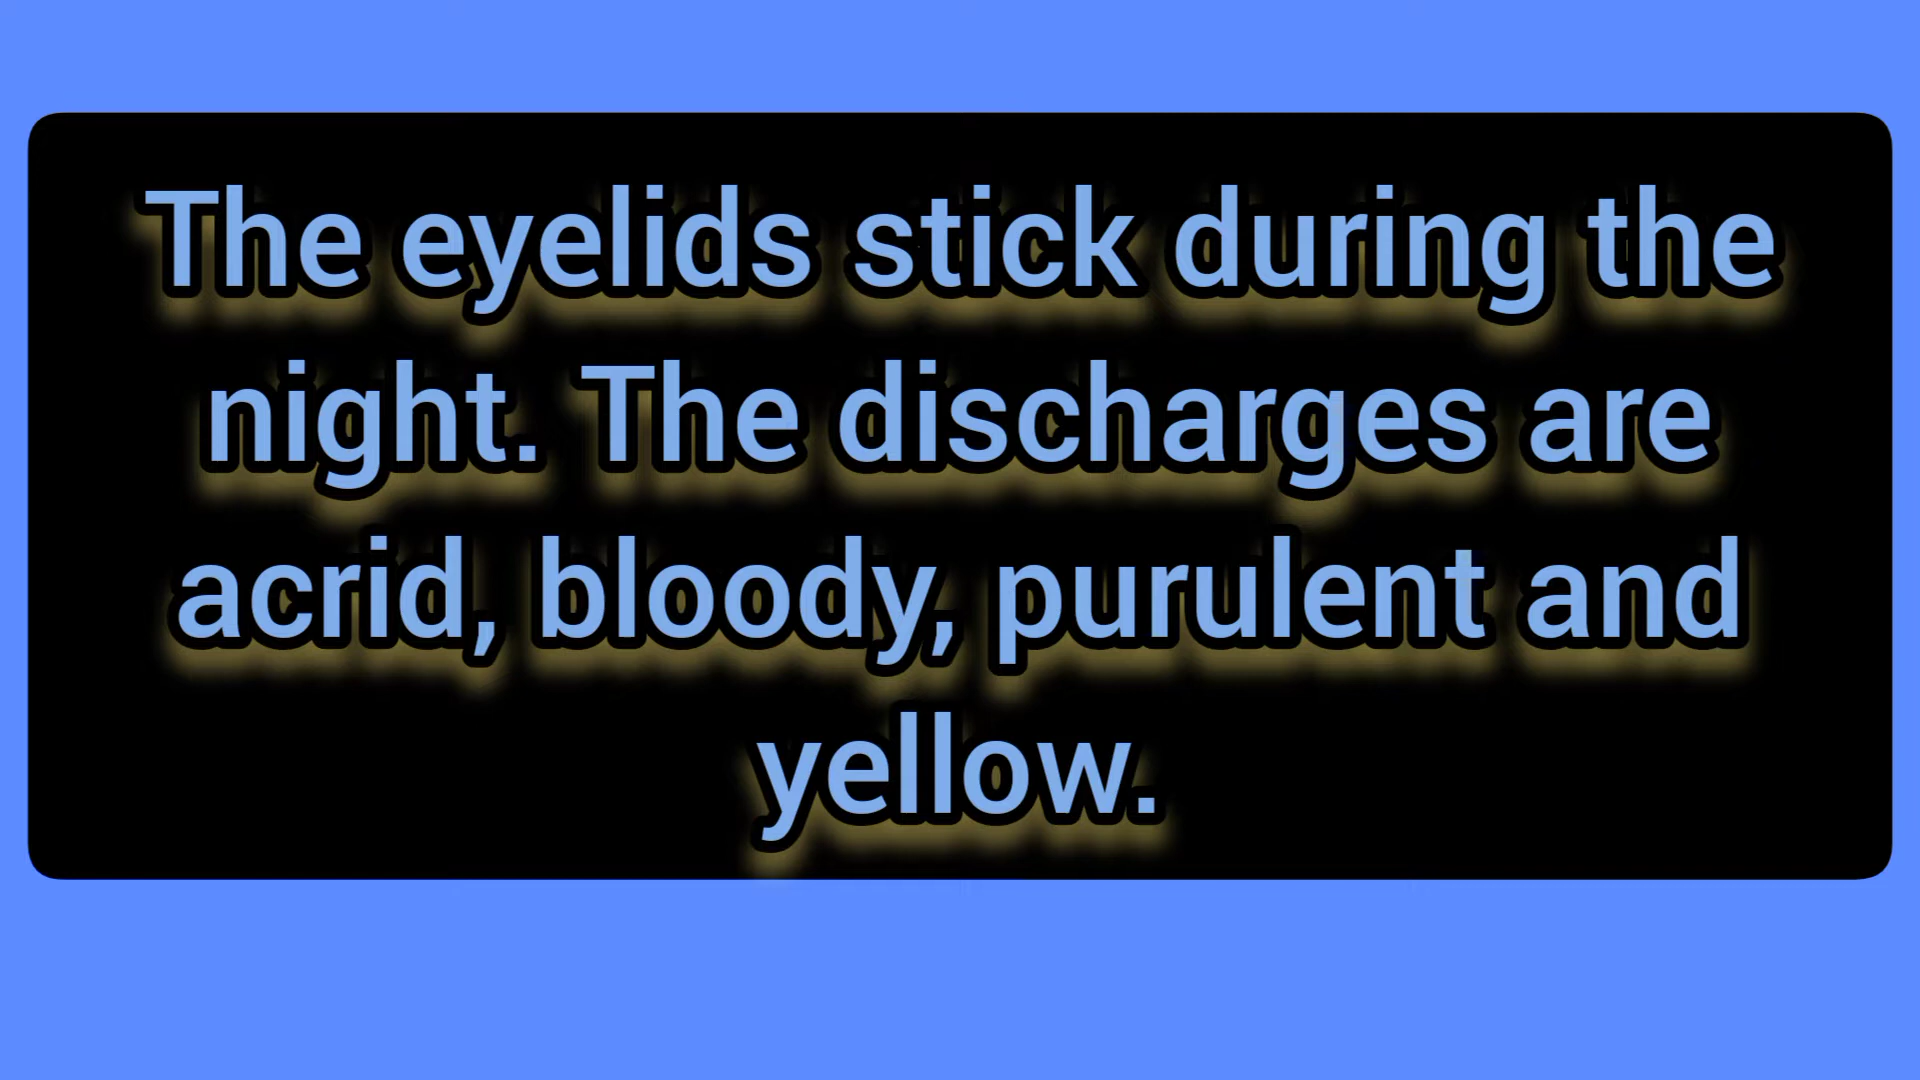 The eyelids stick during the
night. The discharges are
acrid, bloody, purulent and
yellow.